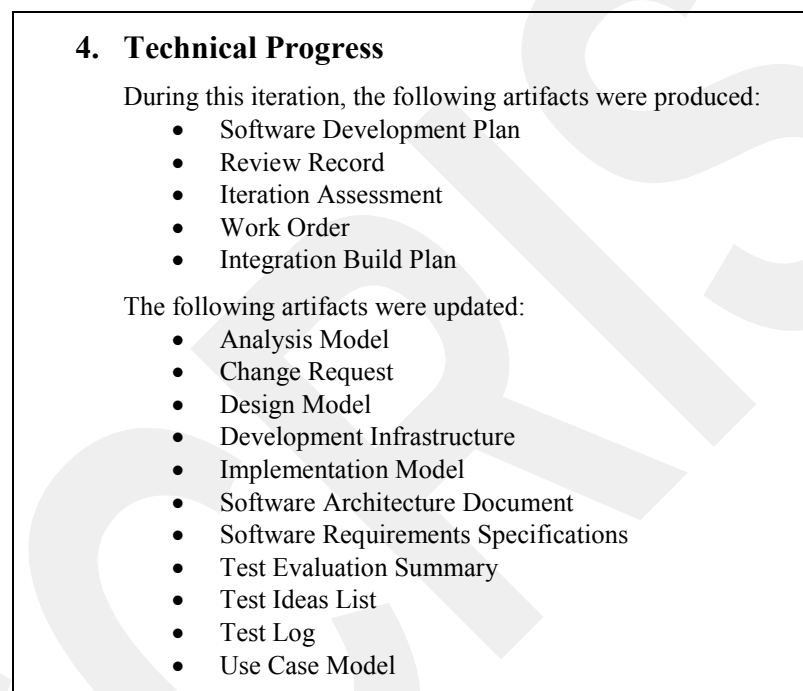 4. Technical Progress
During this iteration, the following artifacts were produced:
• Software Development Plan
• Review Record
• Iteration Assessment
• Work Order
• Integration Build Plan
The following artifacts were updated:
• Analysis Model
• Change Request
• Design Model
• Development Infrastructure
• Implementation Model
• Software Architecture Document
• Software Requirements Specifications
• Test Evaluation Summary
• Test Ideas List
• Test Log
• Use Case Model
CRIS